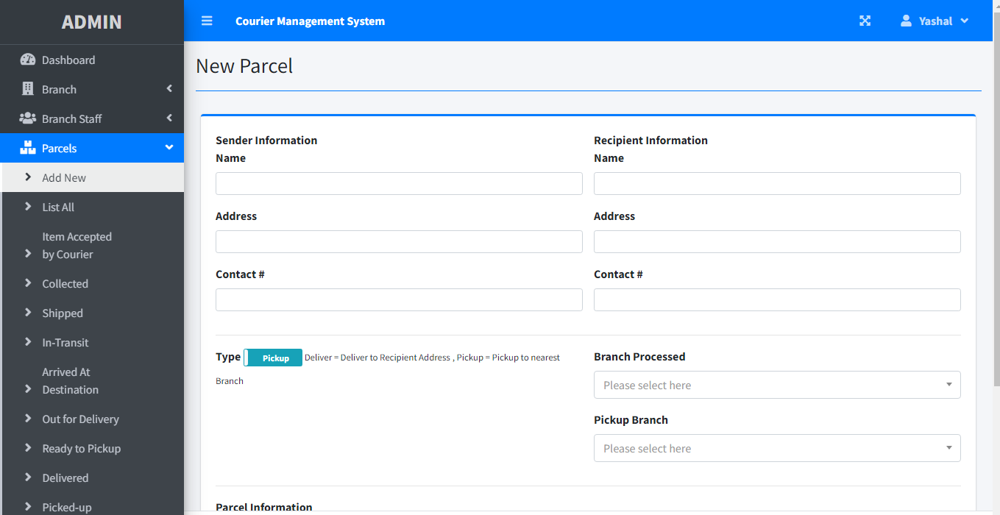 ADMIN
Dashboard
Branch
Branch Staff
Parcels
Add New
List All
Item Accepted
by Courier
Collected
Shipped
In-Transit
Arrived At
Destination
Out for Delivery
Ready to Pickup
Delivered
Picked-up
Courier Management System
Yashal
New Parcel
Sender Information
Name
Address
Contact #
Recipient Information
Name
Address
Contact #
Type Pickup Deliver = Deliver to Recipient Address , Pickup = Pickup to nearest
Branch
Branch Processed
Please select here
Pickup Branch
Please select here
Parcel Information